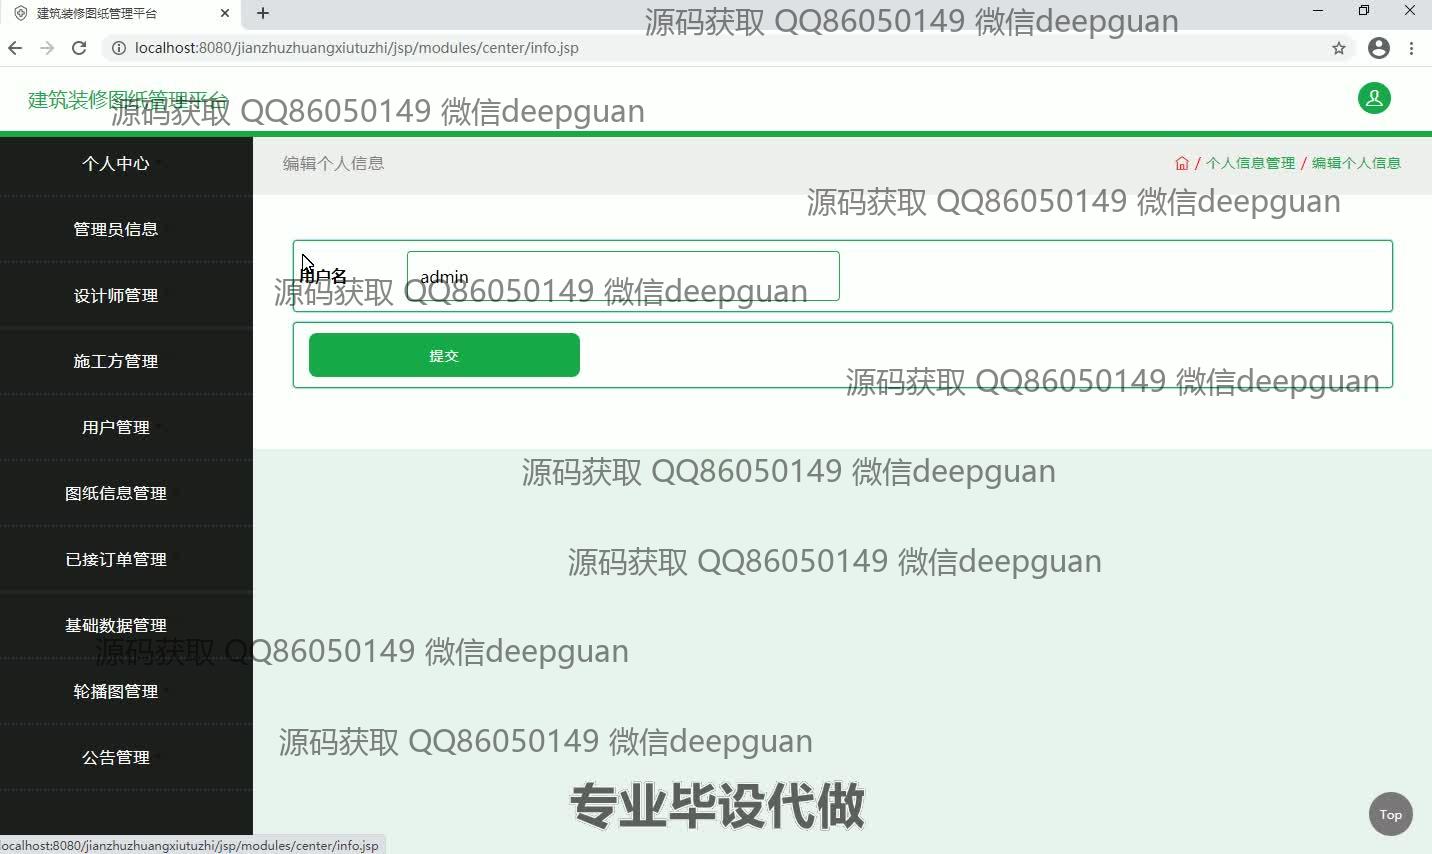 建筑装修图纸管理平台
源码获取 QQ86050149 微信deepguan
localhost:8080/jianzhuzhuangxiutuzhi/jsp/modules/center/info.jsp
建筑装修图纸管理平台
源码获取 QQ86050149 微信deepguan
个人中心
编辑个人信息
/ 个人信息管理 / 编辑个人信息
源码获取 QQ86050149 微信deepguan
管理员信息
用户名
admin
源码获取 QQ86050149 微信deepguan
设计师管理
提交
施工方管理
源码获取 QQ86050149 微信deepguan
用户管理
源码获取 QQ86050149 微信deepguan
图纸信息管理
已接订单管理
源码获取 QQ86050149 微信deepguan
基础数据管理
源码获取 QQ86050149 微信deepguan
轮播图管理
源码获取 QQ86050149 微信deepguan
公告管理
专业毕设代做
Top
localhost:8080/jianzhuzhuangxiutuzhi/jsp/modules/center/info.jsp